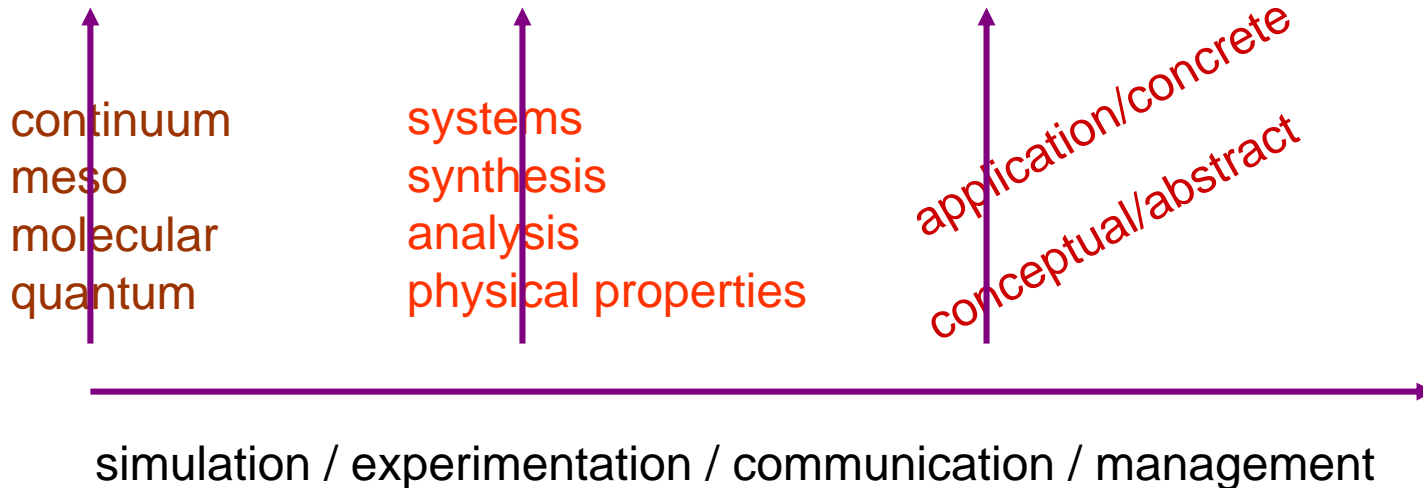 continuum
meso
molecular
quantum
systems
synthesis
analysis
physical properties
application/concrete
conceptual/abstract
simulation / experimentation / communication / management